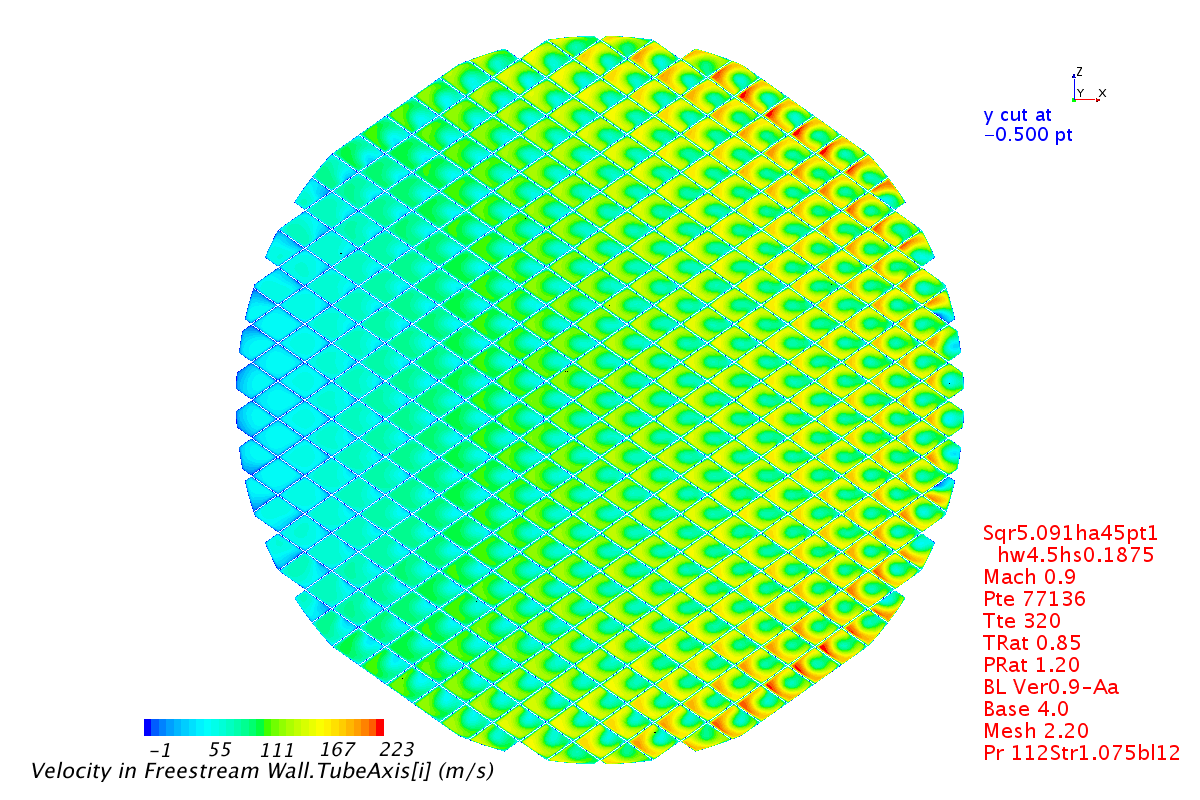 Z
Y X
y cut at
−0.500 pt
Sqr5.091ha45pt1
hw4.5hs0.1875
Mach 0.9
Pte 77136
Tte 320
TRat 0.85
PRat 1.20
BL Ver0.9−Aa
Base 4.0
Mesh 2.20
Pr 112Str1.075bl12
−1 55 111 167 223
Velocity in Freestream Wall.TubeAxis[i] (m/s)